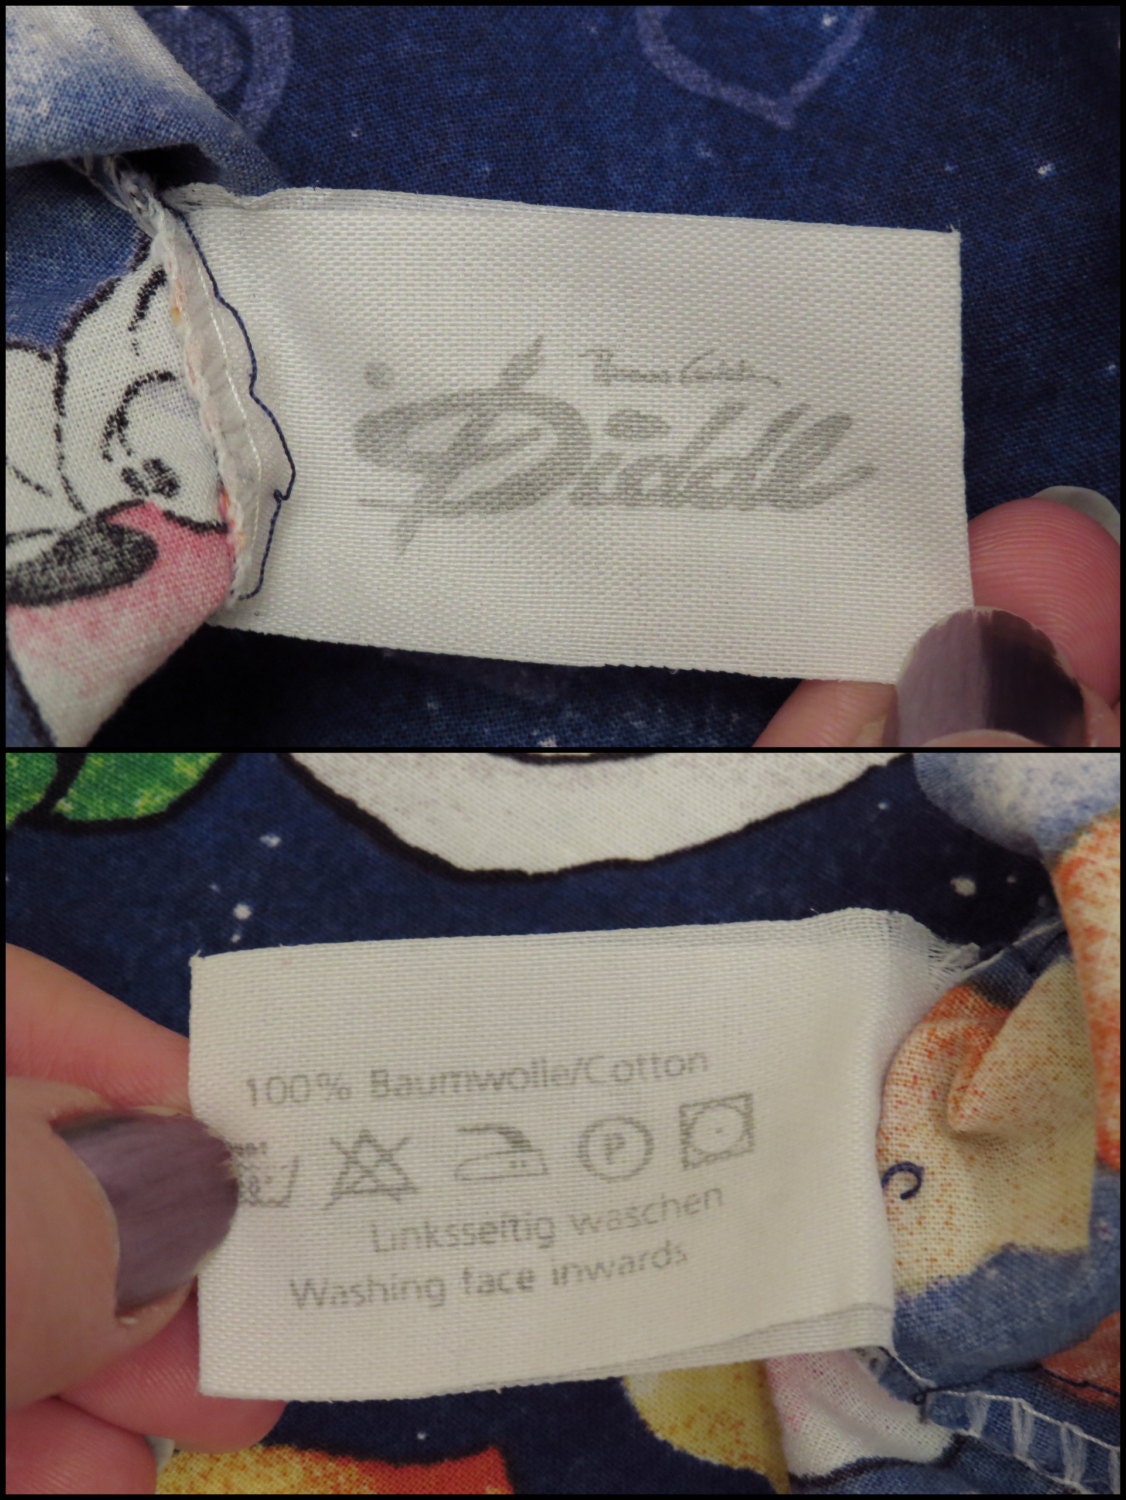 Diddl
100% Baumwolle/Cotton
P
Linksseitig waschen
Washing face inwards